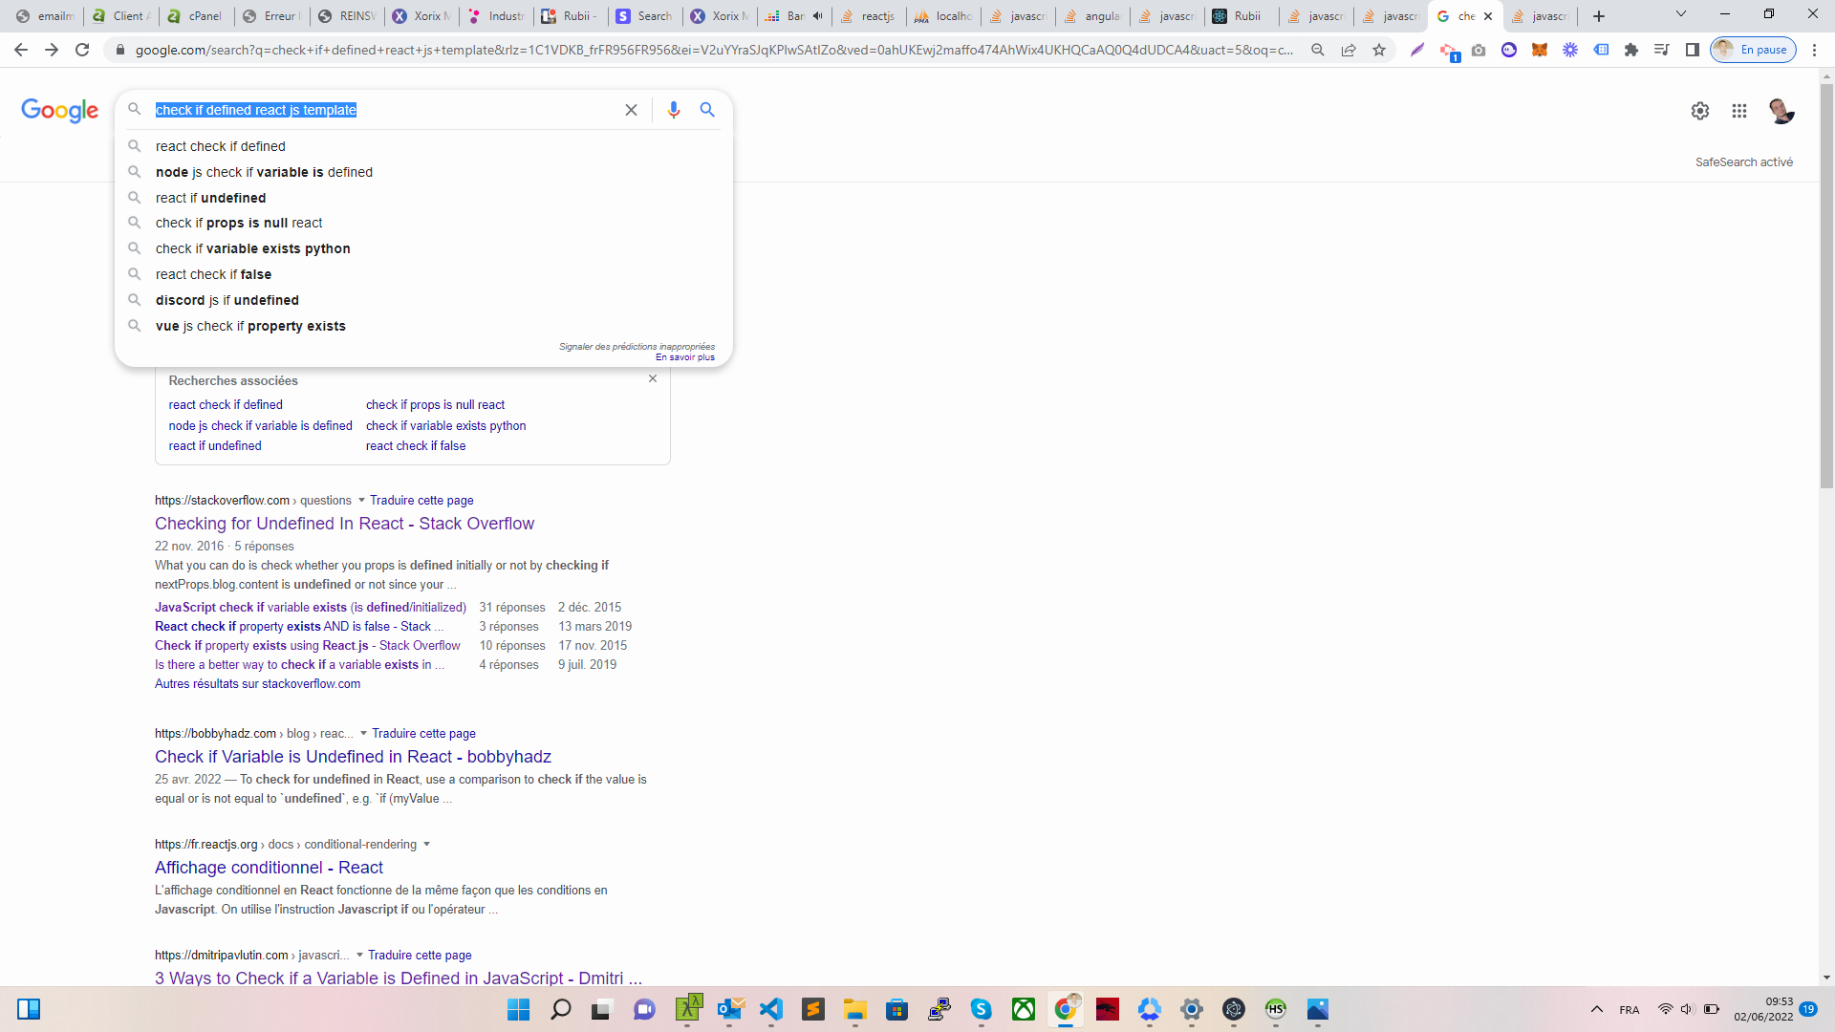 emailm
Client A
cPanel
Erreur I
REINSW
Xorix M
Industr
Rubii -
Search
Xorix M
Ban
reactjs
localho
javascri
angular
javascri
Rubii
javascri
javascri
che
javascri
google.com/search?q=check+if+defined+react+js+template&rlz=1C1VDKB_frFR956FR956&ei=V2uYYraSJqKPlwSAtIZo&ved=0ahUKEwj2maffo474AhWix4UKHQCaAQ0Q4dUDCA4&uact=5&oq=c...
En pause
Google
check if defined react js template
react check if defined
node js check if variable is defined
react if undefined
check if props is null react
check if variable exists python
react check if false
discord js if undefined
vue js check if property exists
Signaler des prédictions inappropriées
En savoir plus
SafeSearch activé
Recherches associées
react check if defined
check if props is null react
node js check if variable is defined
check if variable exists python
react if undefined
react check if false
https://stackoverflow.com › questions Traduire cette page
Checking for Undefined In React - Stack Overflow
22 nov. 2016 · 5 réponses
What you can do is check whether you props is defined initially or not by checking if
nextProps.blog.content is undefined or not since your ...
JavaScript check if variable exists (is defined/initialized) 31 réponses 2 déc. 2015
React check if property exists AND is false - Stack ... 3 réponses 13 mars 2019
Check if property exists using React.js - Stack Overflow 10 réponses 17 nov. 2015
Is there a better way to check if a variable exists in ... 4 réponses 9 juil. 2019
Autres résultats sur stackoverflow.com
https://bobbyhadz.com › blog › reac... Traduire cette page
Check if Variable is Undefined in React - bobbyhadz
25 avr. 2022 — To check for undefined in React, use a comparison to check if the value is
equal or is not equal to `undefined`, e.g. `if (myValue ...
https://fr.reactjs.org › docs › conditional-rendering
Affichage conditionnel - React
L'affichage conditionnel en React fonctionne de la même façon que les conditions en
Javascript. On utilise l'instruction Javascript if ou l'opérateur ...
https://dmitripavlutin.com › javascri... Traduire cette page
3 Ways to Check if a Variable is Defined in JavaScript - Dmitri ...
FRA
09:53
02/06/2022
19